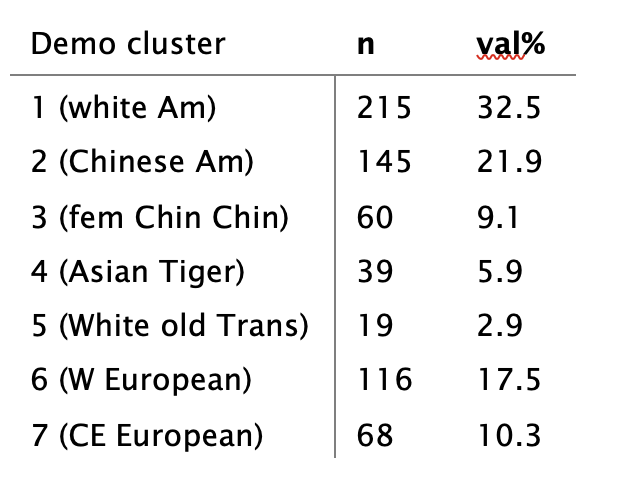 Demo cluster n val%
1 (white Am) 215 32.5
2 (Chinese Am) 145 21.9
3 (fem Chin Chin) 60 9.1
4 (Asian Tiger) 39 5.9
5 (White old Trans) 19 2.9
6 (W European) 116 17.5
7 (CE European) 68 10.3